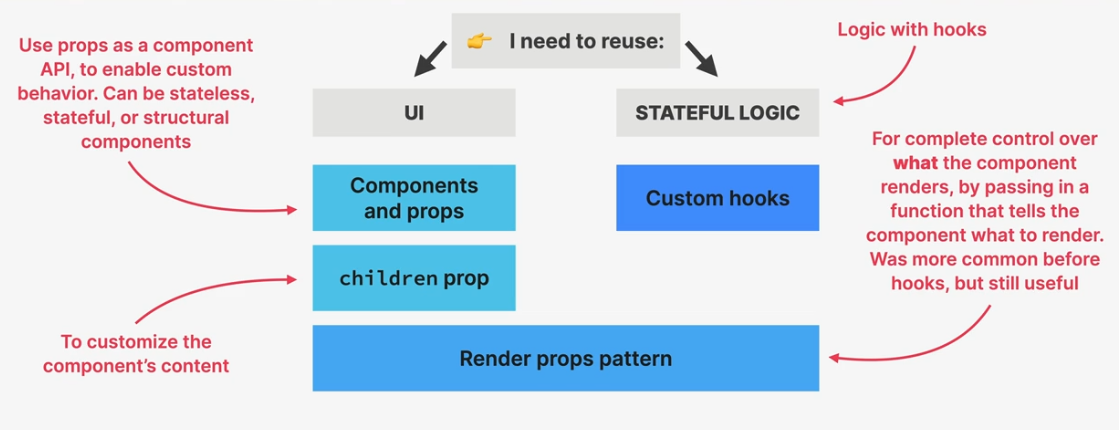 👉 I need to reuse:
Use props as a component
API, to enable custom
behavior. Can be stateless,
stateful, or structural
components
UI
STATEFUL LOGIC
Logic with hooks
Components
and props
Custom hooks
For complete control over
what the component
renders, by passing in a
function that tells the
component what to render.
Was more common before
hooks, but still useful
children prop
To customize the
component's content
Render props pattern